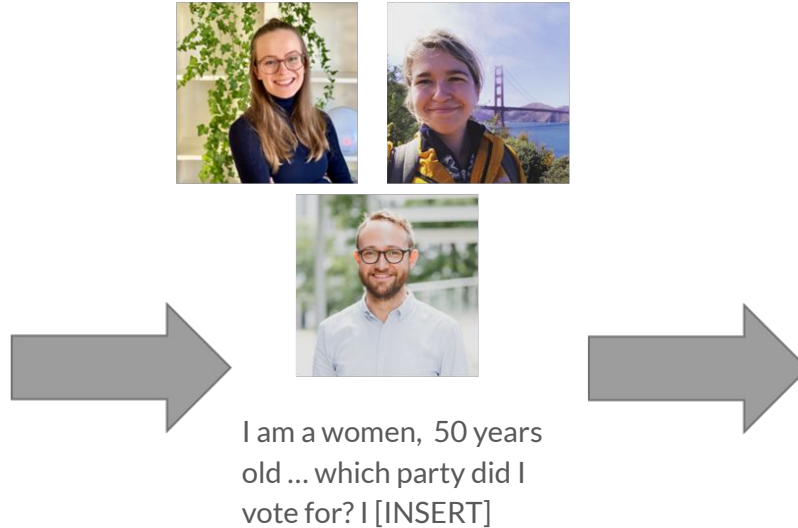 I am a women, 50 years
old ... which party did I
vote for? I [INSERT]